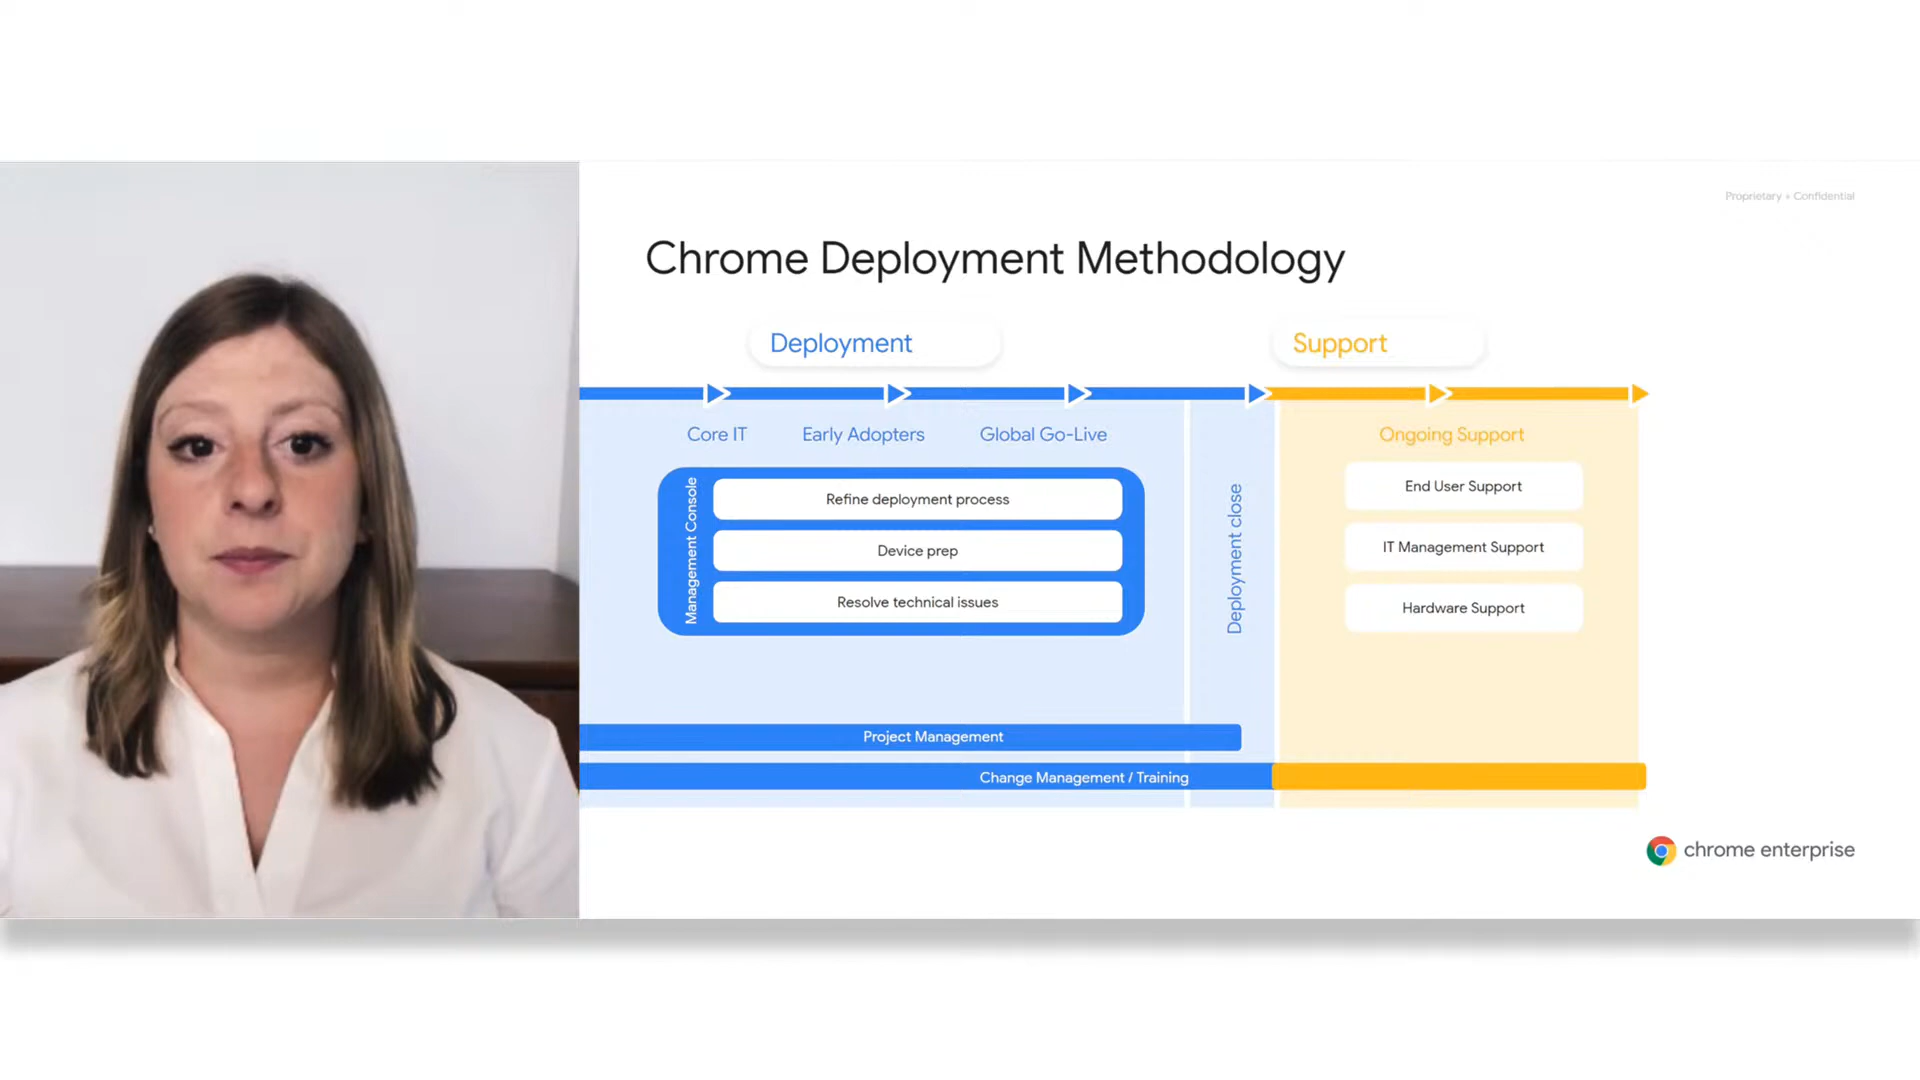 Proprietary + Confidential
Chrome Deployment Methodology
Deployment
Support
Core IT
Early Adopters
Global Go-Live
Ongoing Support
Management Console
Refine deployment process
Device prep
Resolve technical issues
Deployment close
End User Support
IT Management Support
Hardware Support
Project Management
Change Management / Training
chrome enterprise